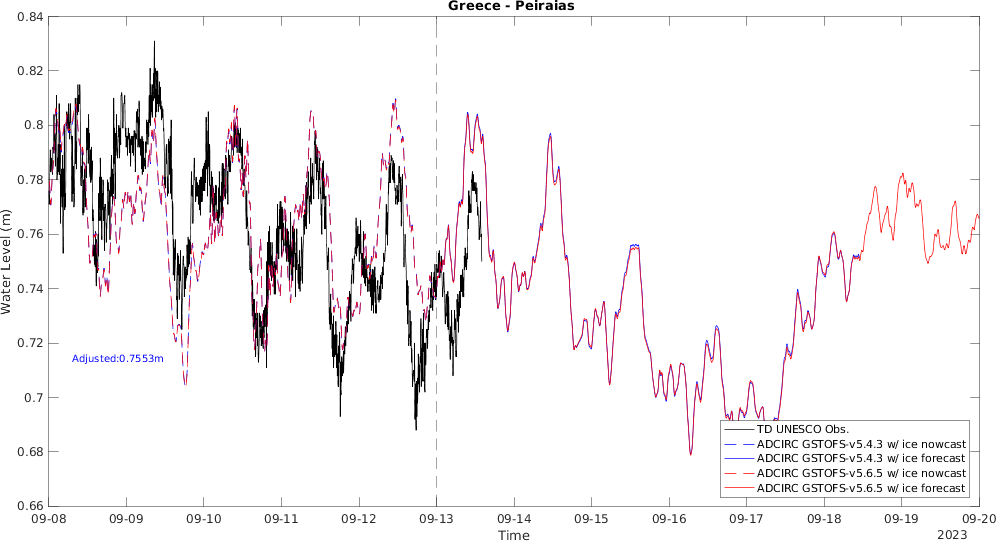 Greece - Peiraias
0.84
0.82
0.8
0.78
0.76
0.74
0.72
0.7
0.68
0.66
Water Level (m)
Adjusted:0.7553m
TD UNESCO Obs.
ADCIRC GSTOFS-v5.4.3 w/ ice nowcast
ADCIRC GSTOFS-v5.4.3 w/ ice forecast
ADCIRC GSTOFS-v5.6.5 w/ ice nowcast
ADCIRC GSTOFS-v5.6.5 w/ ice forecast
09-08 09-09 09-10 09-11 09-12 09-13 09-14 09-15 09-16 09-17 09-18 09-19 09-20
Time
2023